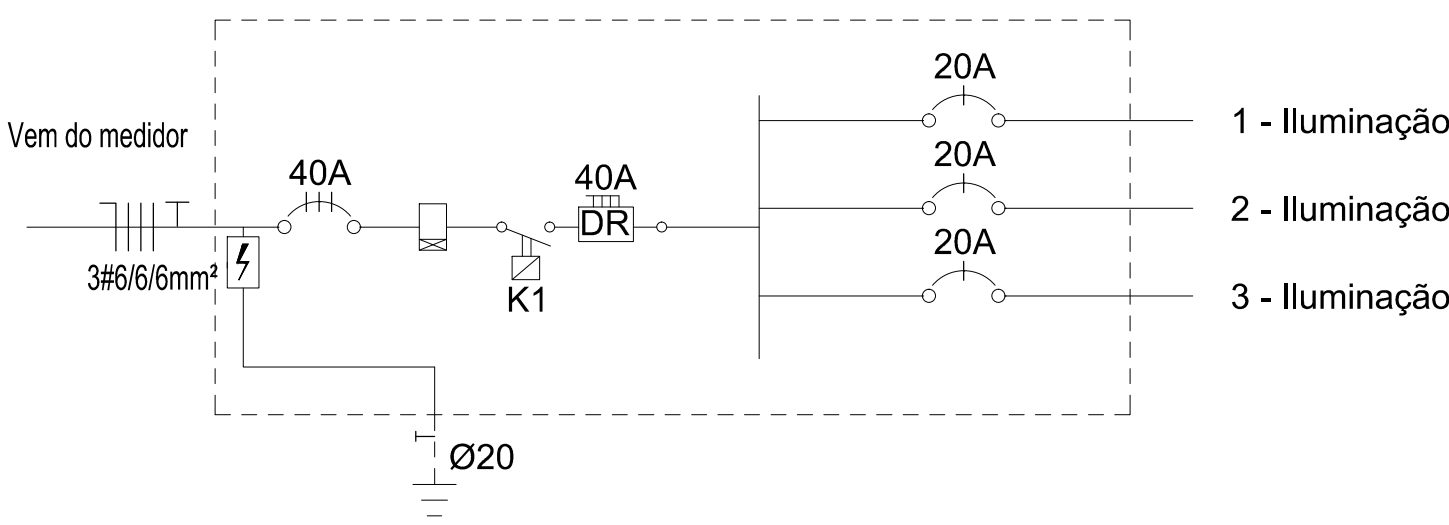 20A
Vem do medidor
1 - Iluminação
40A
40A
20A
DR
2 - Iluminação
3#6/6/6mm²
20A
K1
3 - Iluminação
Ø20